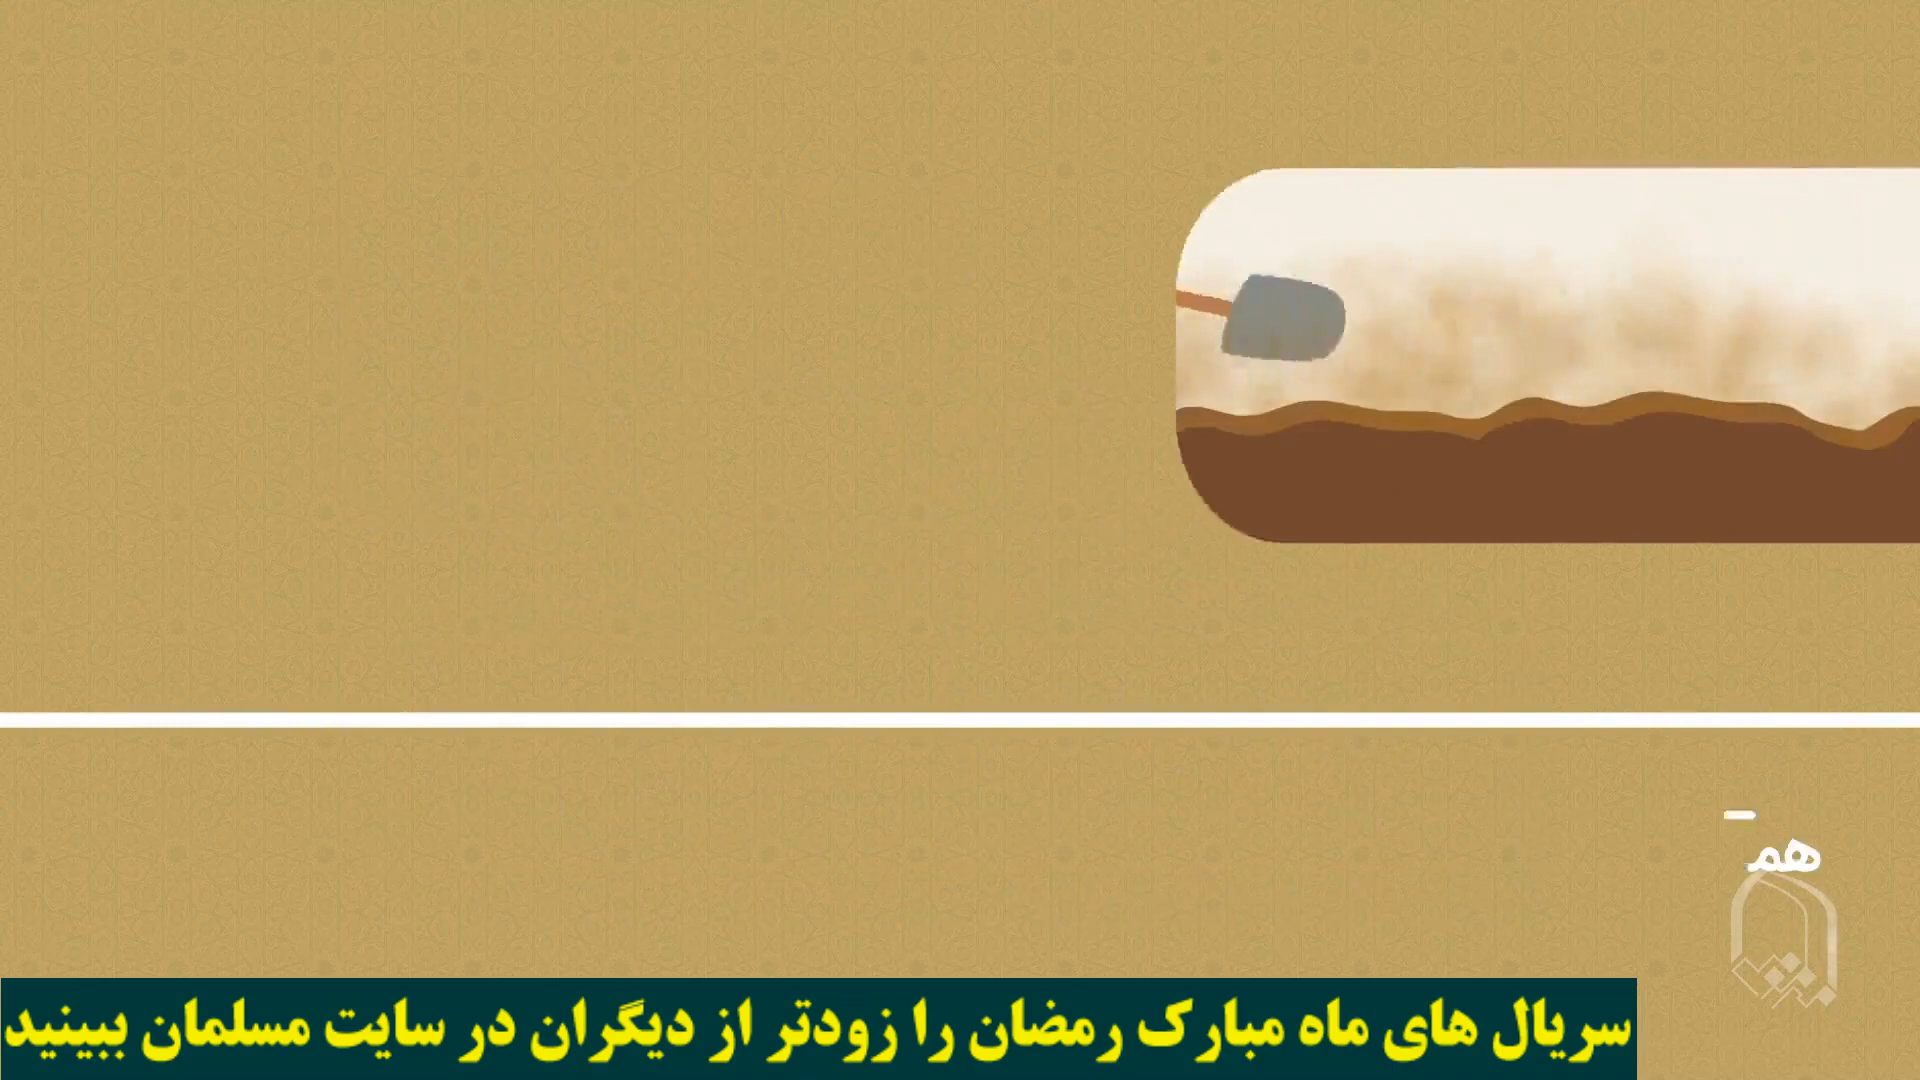 هم
سریال های ماه مبارک رمضان را زودتر از دیگران در سایت مسلمان ببینید